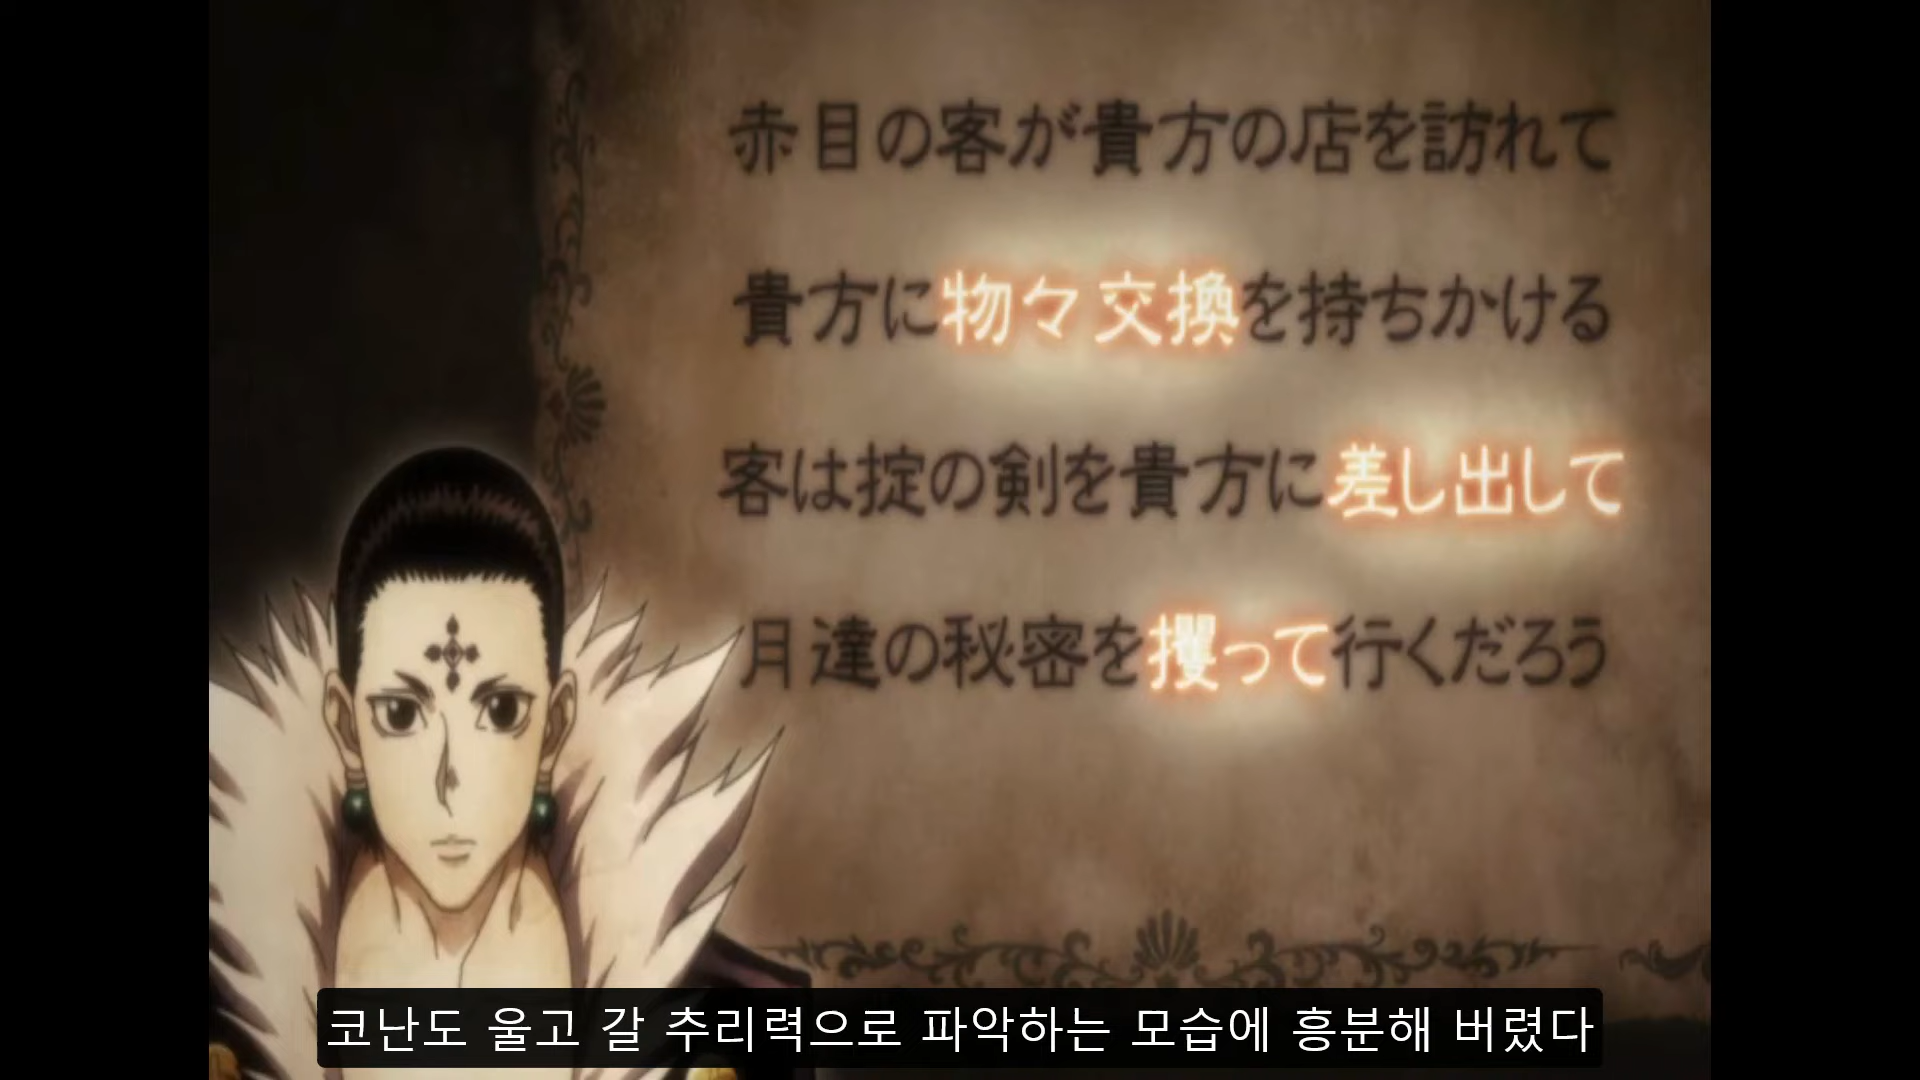 赤目の客が貴方の店を訪れて
貴方に物々交換を持ちかける
客は掟の剣を貴方に差し出して
月達の秘密を攫って行くだろう
코난도 울고 갈 추리력으로 파악하는 모습에 흥분해 버렸다